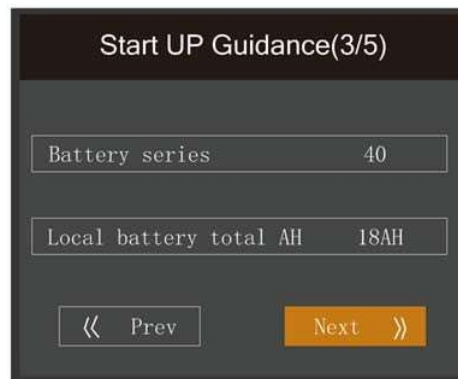 Start UP Guidance(3/5)
Battery series 40
Local battery total AH 18AH
《 Prev Next 》